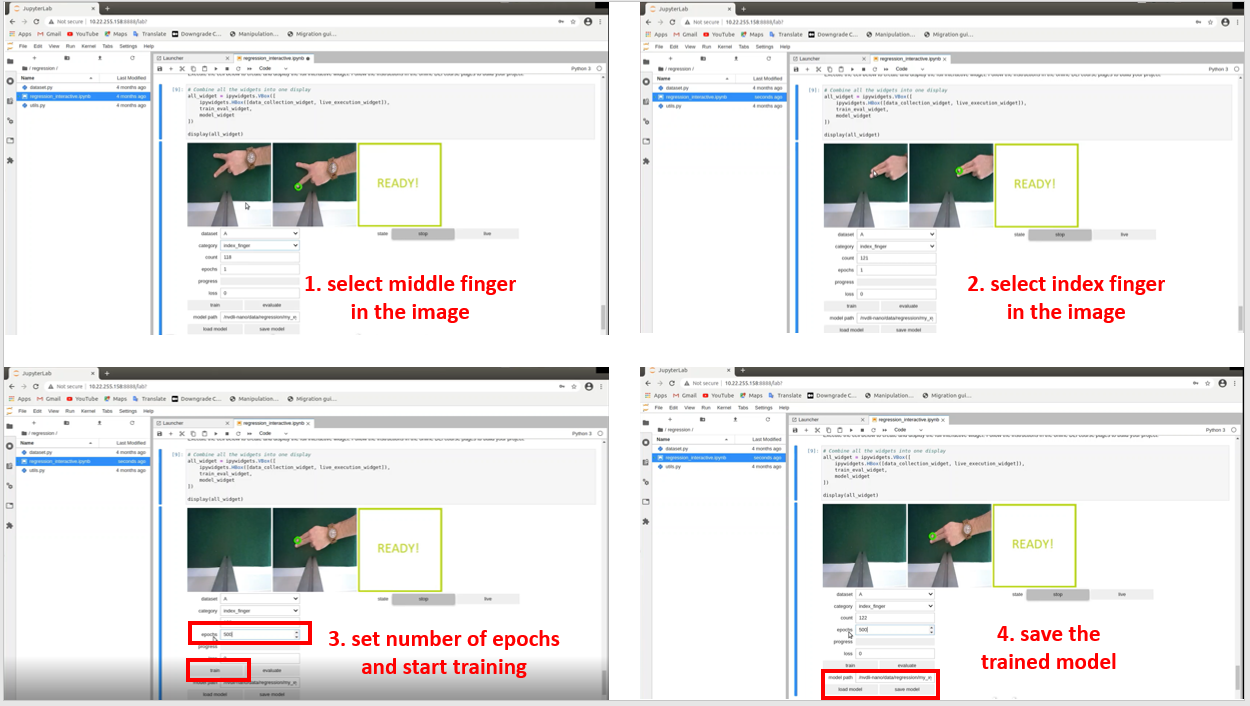 JupyterLab
Not secure | 10.22.255.158:8888/lab?
Apps Gmail YouTube Maps Translate Downgrade C... Manipulation... Migration gui...
File Edit View Run Kernel Tabs Settings Help
/ regression /
Name Last Modified
dataset.py 4 months ago
regression_interactive.ipynb 4 months ago
utils.py 4 months ago
Launcher
regression_interactive.ipynb
Code Python 3
[9]: # Combine all the widgets into one display
all_widget = ipywidgets.VBox([
ipywidgets.HBox([data_collection_widget, live_execution_widget]),
train_eval_widget,
model_widget
])
display(all_widget)
READY!
dataset A
state stop live
category index_finger
count 118
epochs 1
progress
loss 0
train evaluate
model path /nvdli-nano/data/regression/my_
load model save model
1. select middle finger
in the image
JupyterLab
Not secure | 10.22.255.158:8888/lab?
Apps Gmail YouTube Maps Translate Downgrade C... Manipulation... Migration gui...
File Edit View Run Kernel Tabs Settings Help
/ regression /
Name Last Modified
dataset.py 4 months ago
regression_interactive.ipynb seconds ago
utils.py 4 months ago
Launcher
regression_interactive.ipynb
Code Python 3
[9]: # Combine all the widgets into one display
all_widget = ipywidgets.VBox([
ipywidgets.HBox([data_collection_widget, live_execution_widget]),
train_eval_widget,
model_widget
])
display(all_widget)
READY!
dataset A
state stop live
category index_finger
count 121
epochs 1
progress
loss 0
train evaluate
model path /nvdli-nano/data/regression/my_
load model save model
2. select index finger
in the image
JupyterLab
Not secure | 10.22.255.158:8888/lab?
Apps Gmail YouTube Maps Translate Downgrade C... Manipulation... Migration gui...
File Edit View Run Kernel Tabs Settings Help
/ regression /
Name Last Modified
dataset.py 4 months ago
regression_interactive.ipynb seconds ago
utils.py 4 months ago
Launcher
regression_interactive.ipynb
Code Python 3
[9]: # Combine all the widgets into one display
all_widget = ipywidgets.VBox([
ipywidgets.HBox([data_collection_widget, live_execution_widget]),
train_eval_widget,
model_widget
])
display(all_widget)
READY!
dataset A
state stop live
category index_finger
epochs 500
progress
train evaluate
model path /nvdli-nano/data/regression/my_
load model save model
3. set number of epochs
and start training
JupyterLab
Not secure | 10.22.255.158:8888/lab?
Apps Gmail YouTube Maps Translate Downgrade C... Manipulation... Migration gui...
File Edit View Run Kernel Tabs Settings Help
/ regression /
Name Last Modified
dataset.py 4 months ago
regression_interactive.ipynb seconds ago
utils.py 4 months ago
Launcher
regression_interactive.ipynb
Code Python 3
[9]: # Combine all the widgets into one display
all_widget = ipywidgets.VBox([
ipywidgets.HBox([data_collection_widget, live_execution_widget]),
train_eval_widget,
model_widget
])
display(all_widget)
READY!
dataset A
state stop live
category index_finger
count 122
epochs 500
progress
loss 0
train evaluate
model path /nvdli-nano/data/regression/my_
load model save model
4. save the
trained model